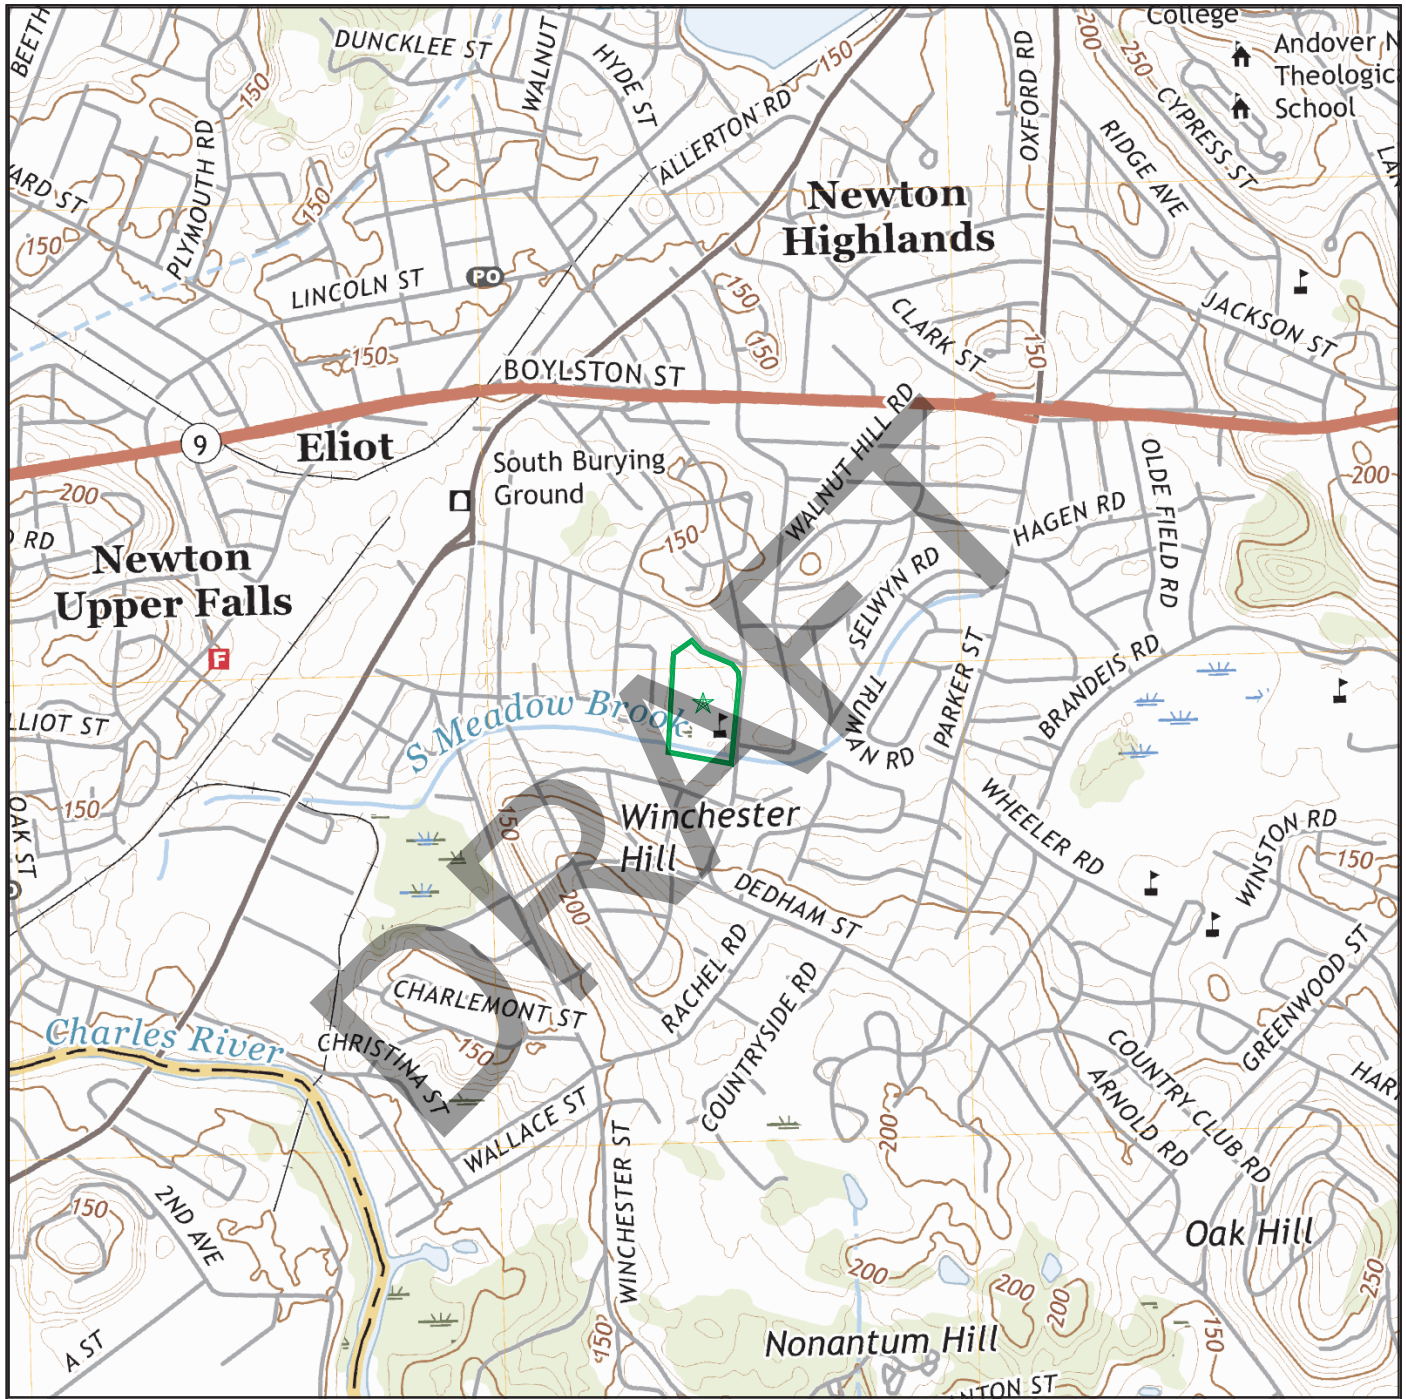 College
Andover N
Theologic
School
BEETH
DUNCKLEE ST
WALNUT
HYDE ST
150
200
250
OXFORD RD
CYPRESS ST
RIDGE AVE
150
ALLERTON RD
PLYMOUTH RD
ARD ST
150
150
Newton
Highlands
LINCOLN ST
PO
150
150
150
CLARK ST
150
JACKSON ST
BOYLSTON ST
9
Eliot
South Burying
Ground
WALNUT HILL RD
OLDE FIELD RD
HAGEN RD
200
200
RD
150
Newton
Upper Falls
F
SELWYN RD
TRUMAN RD
PARKER ST
BRANDEIS RD
S Meadow Brook
LLIOT ST
OAK ST
150
150
Winchester
Hill
WHEELER RD
WINSTON RD
150
200
DEDHAM ST
RACHEL RD
COUNTRYSIDE RD
GREENWOOD ST
CHARLEMONT ST
150
Charles River
CHRISTINA ST
WALLACE ST
WINCHESTER ST
COUNTRY CLUB RD
ARNOLD RD
HAR
200
2ND AVE
150
A ST
Oak Hill
250
200
200
200
150
150
Nonantum Hill
NTON ST
DRAFT